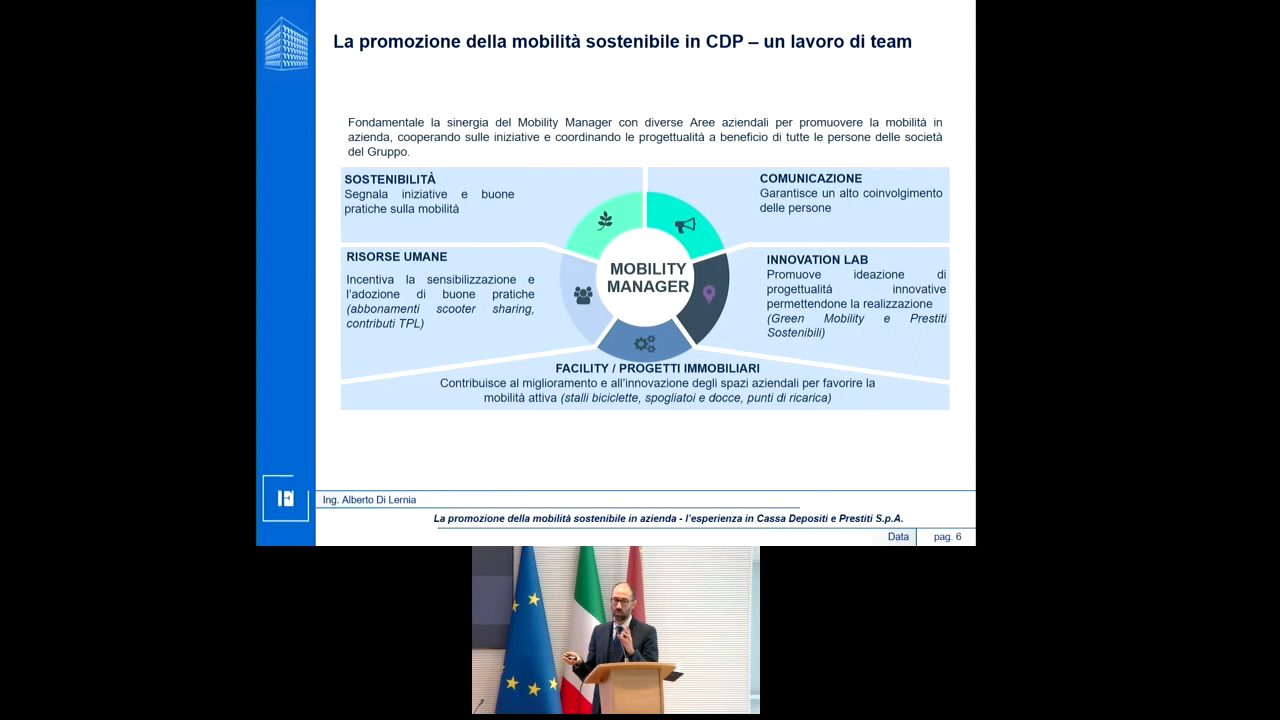 La promozione della mobilità sostenibile in CDP – un lavoro di team
Fondamentale la sinergia del Mobility Manager con diverse Aree aziendali per promuovere la mobilità in
azienda, cooperando sulle iniziative e coordinando le progettualità a beneficio di tutte le persone delle società
del Gruppo.
SOSTENIBILITÀ
Segnala iniziative e buone
pratiche sulla mobilità
COMUNICAZIONE
Garantisce un alto coinvolgimento
delle persone
RISORSE UMANE
Incentiva la sensibilizzazione e
l'adozione di buone pratiche
(abbonamenti scooter sharing,
contributi TPL)
MOBILITY
MANAGER
INNOVATION LAB
Promuove ideazione di
progettualità innovative
permettendone la realizzazione
(Green Mobility e Prestiti
Sostenibili)
FACILITY / PROGETTI IMMOBILIARI
Contribuisce al miglioramento e all'innovazione degli spazi aziendali per favorire la
mobilità attiva (stalli biciclette, spogliatoi e docce, punti di ricarica)
Ing. Alberto Di Lernia
La promozione della mobilità sostenibile in azienda - l'esperienza in Cassa Depositi e Prestiti S.p.A.
Data
pag. 6